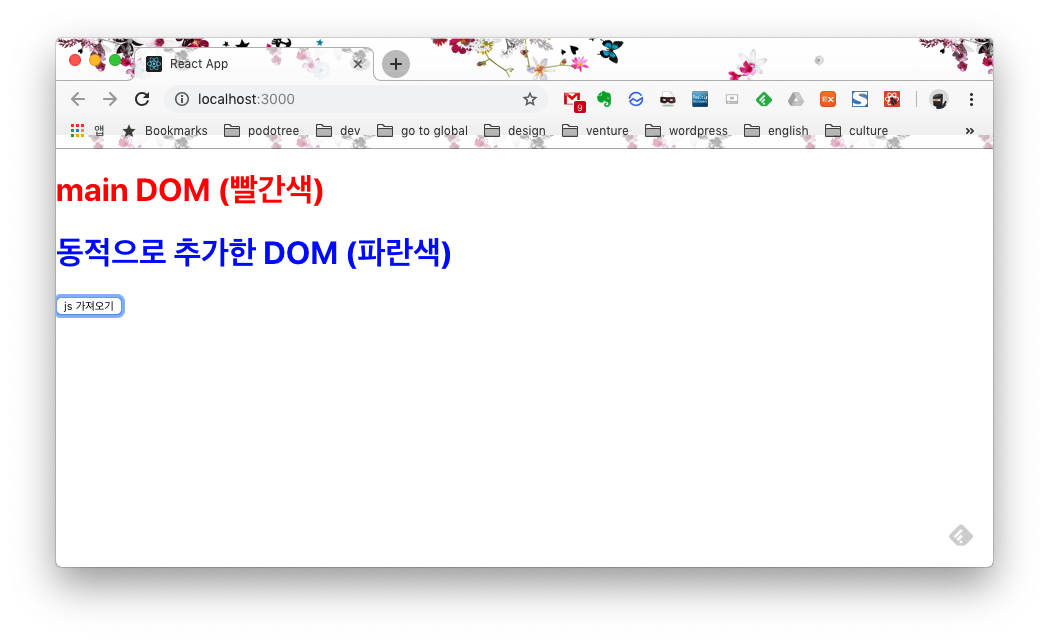 React App
localhost:3000
9
EX
앱 Bookmarks podotree dev go to global design venture wordpress english culture »
main DOM (빨간색)
동적으로 추가한 DOM (파란색)
js 가져오기